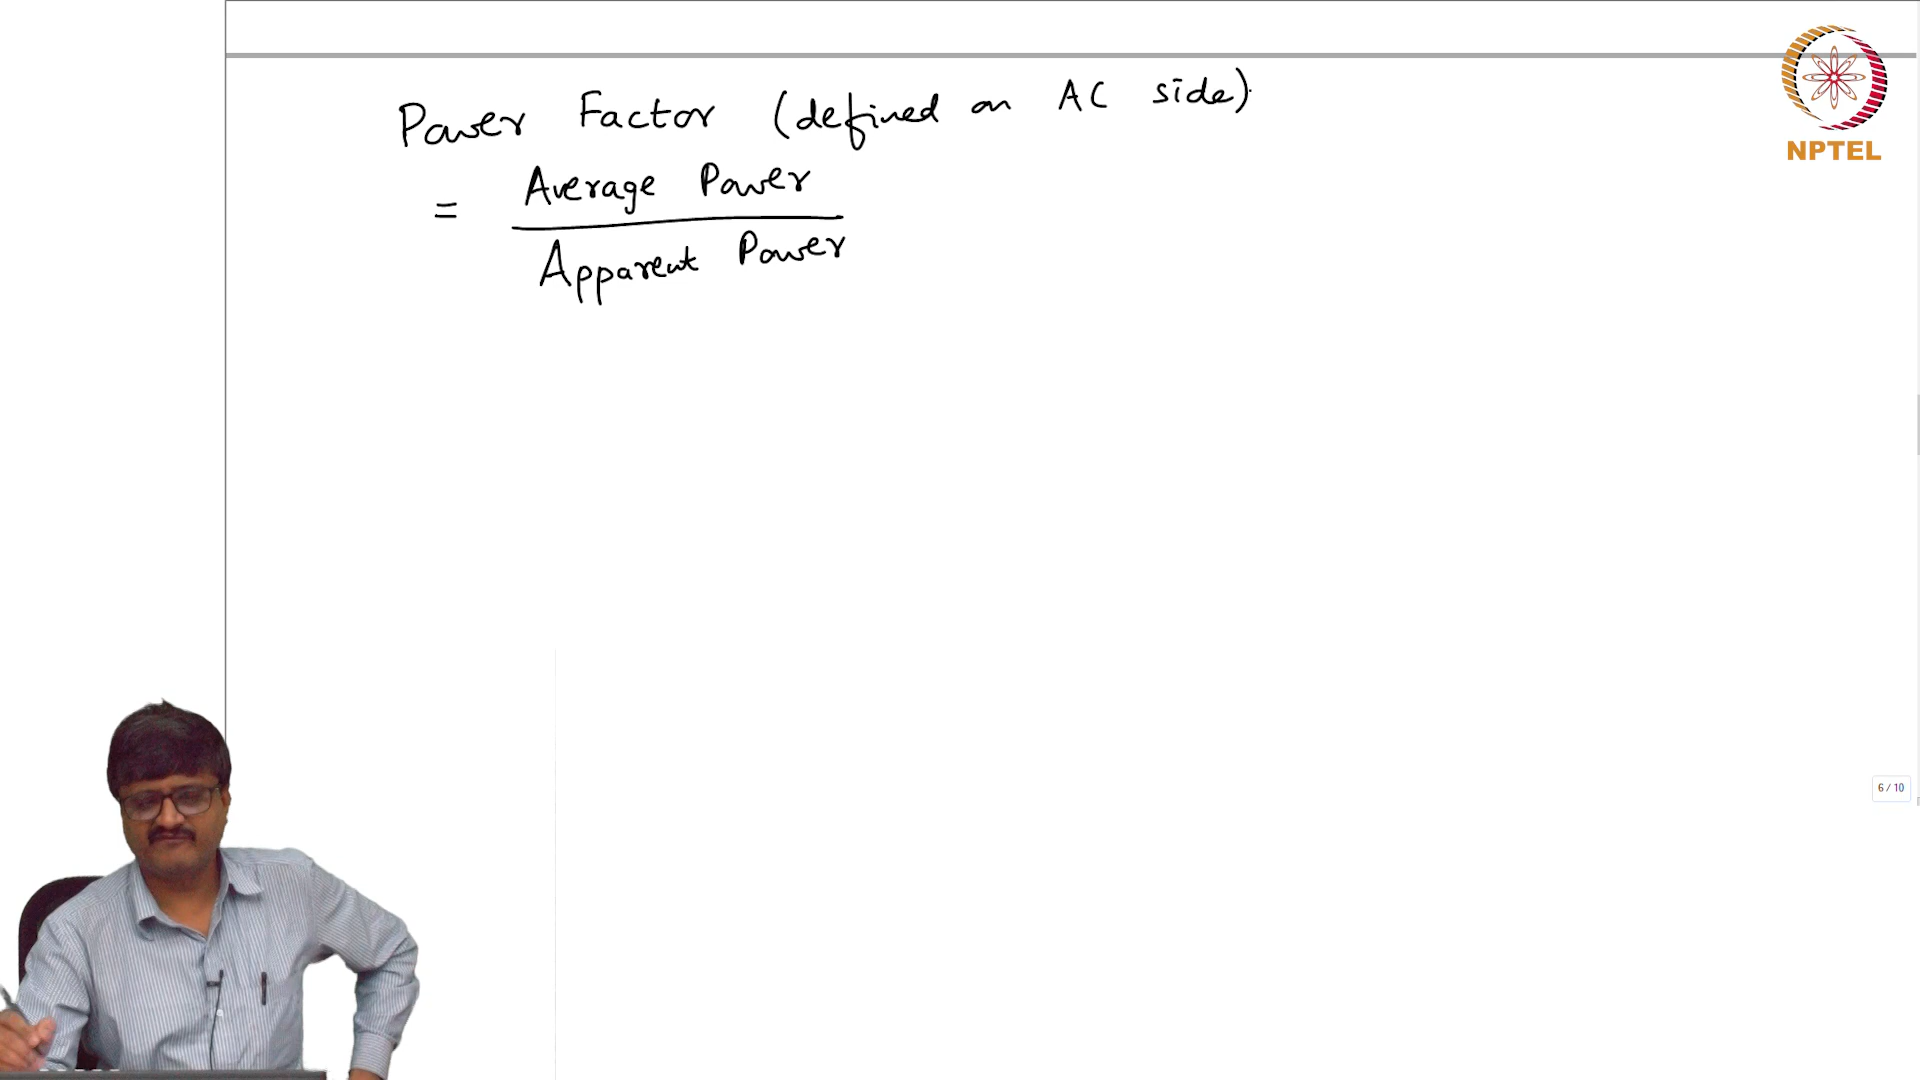 Power Factor (defined on AC side)
= Average Power
Apparent Power
NPTEL
6 / 10